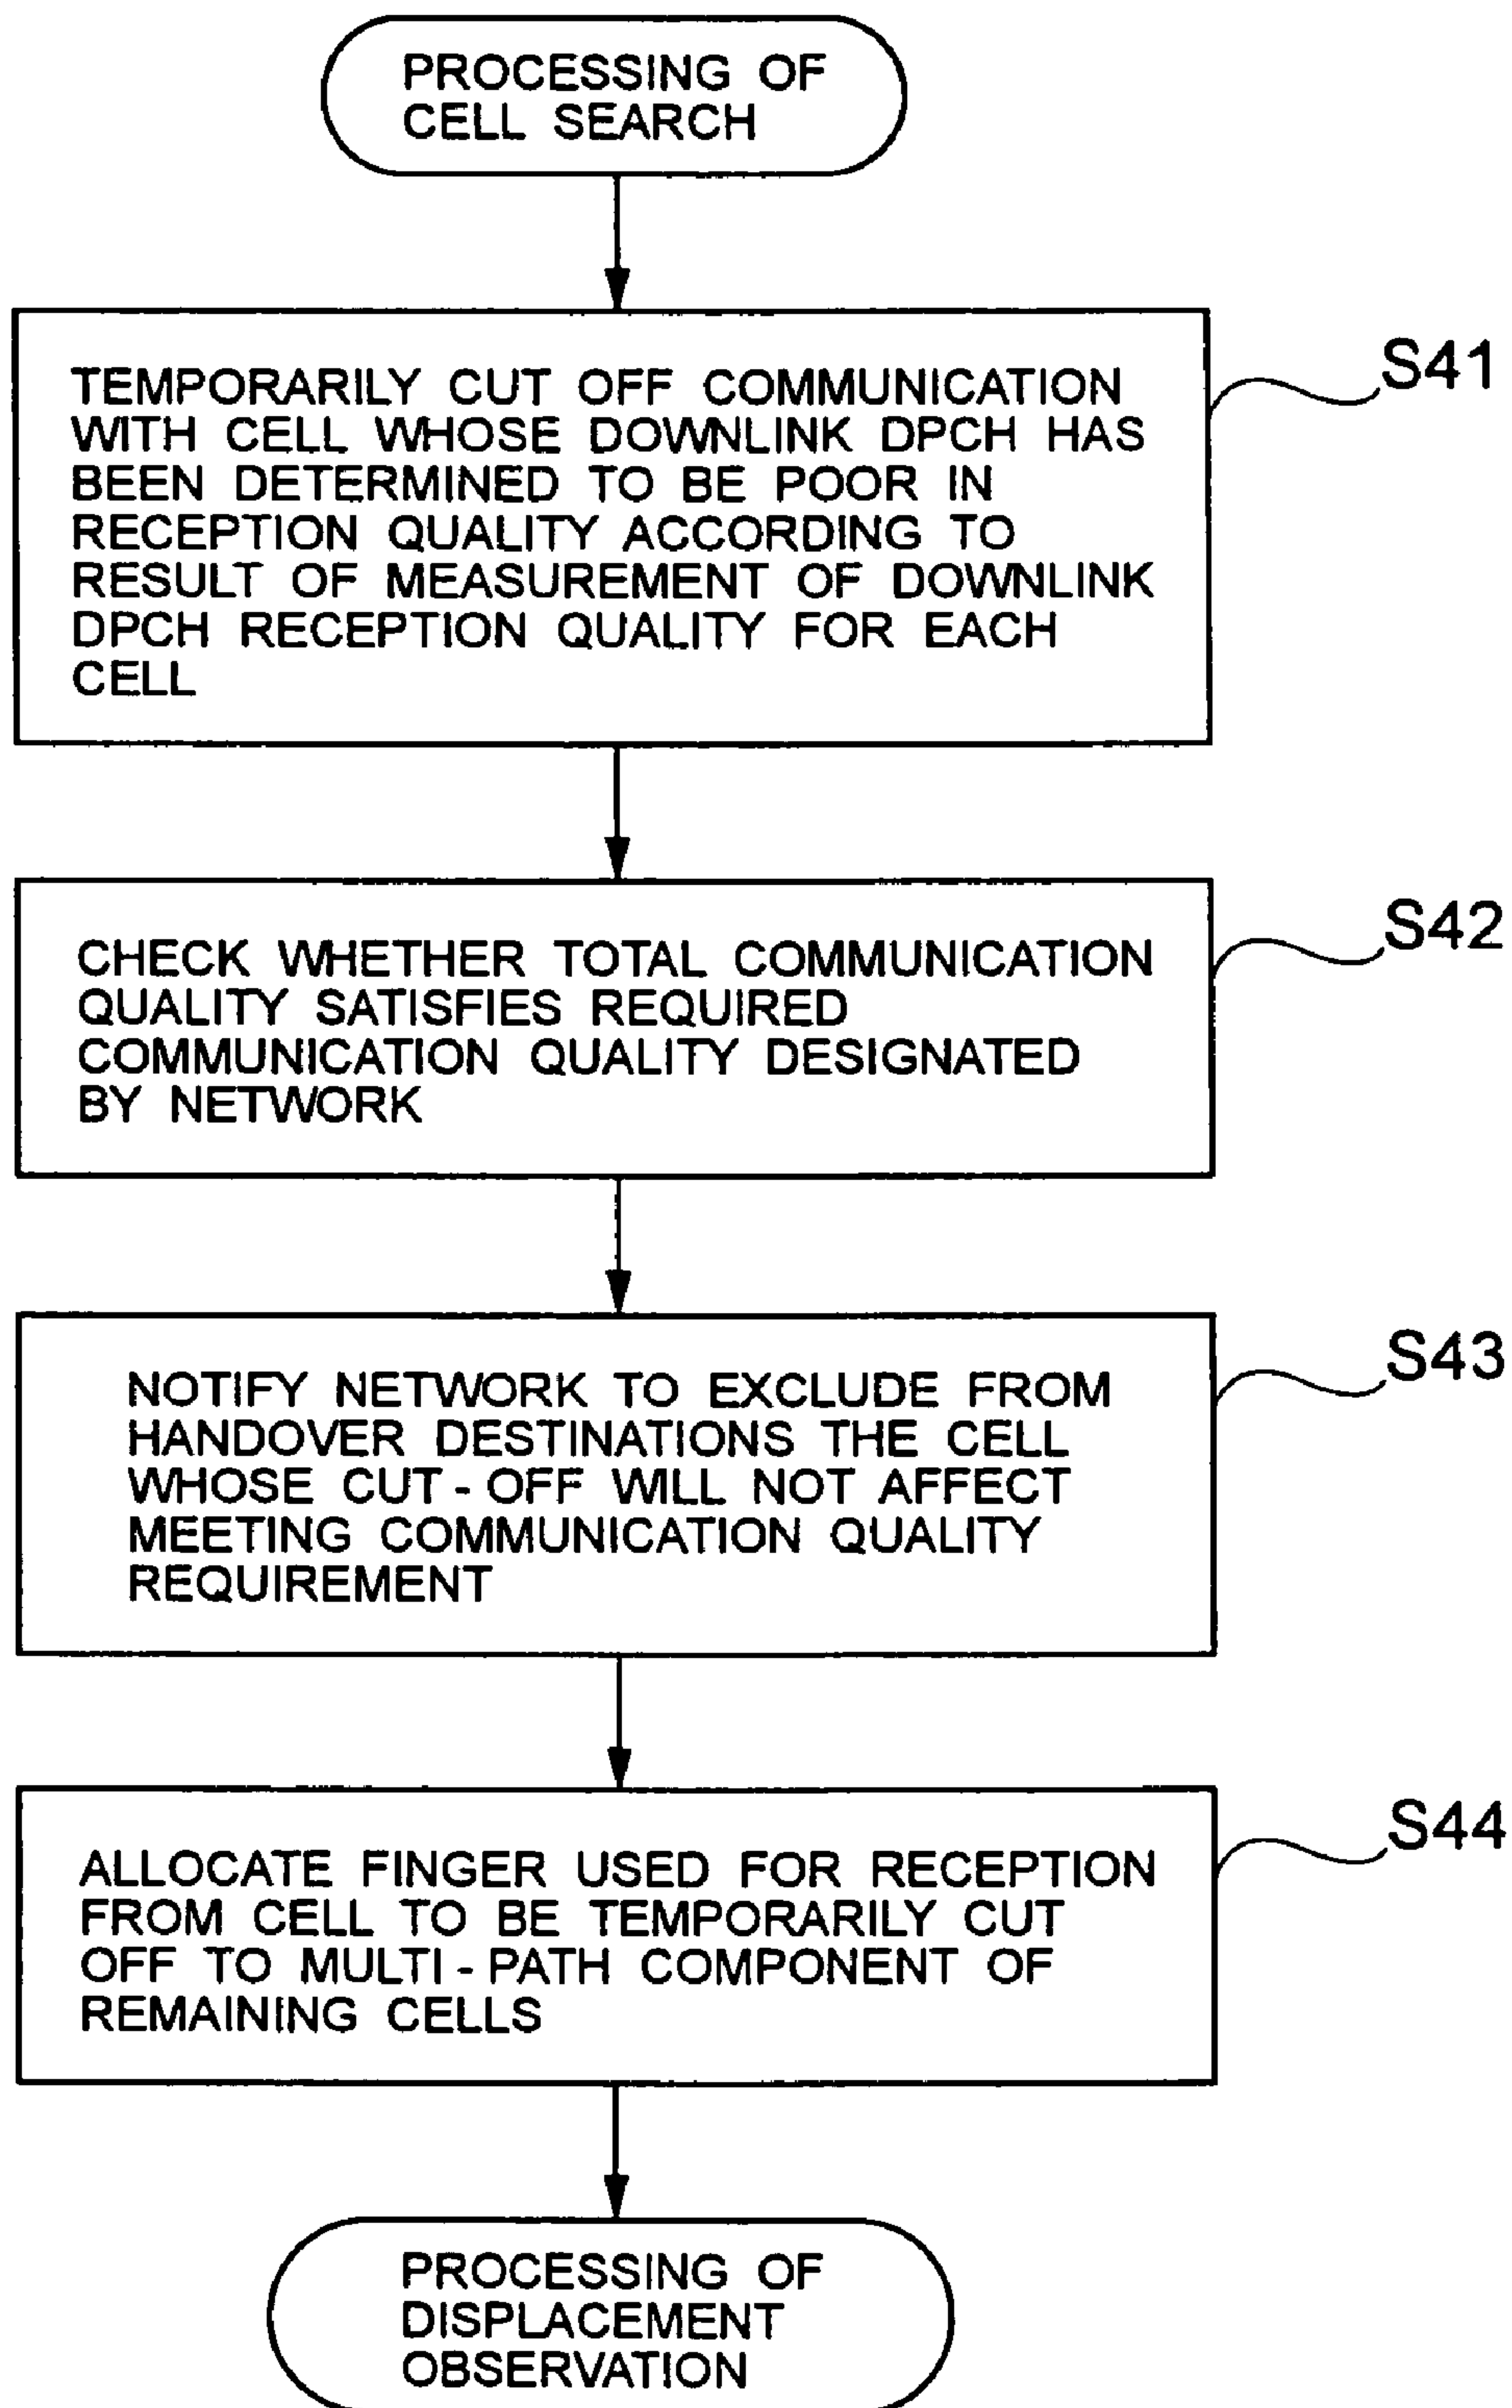 PROCESSING OF
CELL SEARCH
TEMPORARILY CUT OFF COMMUNICATION
WITH CELL WHOSE DOWNLINK DPCH HAS
BEEN DETERMINED TO BE POOR IN
RECEPTION QUALITY ACCORDING TO
RESULT OF MEASUREMENT OF DOWNLINK
DPCH RECEPTION QUALITY FOR EACH
CELL
S41
CHECK WHETHER TOTAL COMMUNICATION
QUALITY SATISFIES REQUIRED
COMMUNICATION QUALITY DESIGNATED
BY NETWORK
S42
NOTIFY NETWORK TO EXCLUDE FROM
HANDOVER DESTINATIONS THE CELL
WHOSE CUT-OFF WILL NOT AFFECT
MEETING COMMUNICATION QUALITY
REQUIREMENT
S43
ALLOCATE FINGER USED FOR RECEPTION
FROM CELL TO BE TEMPORARILY CUT
OFF TO MULTI-PATH COMPONENT OF
REMAINING CELLS
S44
PROCESSING OF
DISPLACEMENT
OBSERVATION